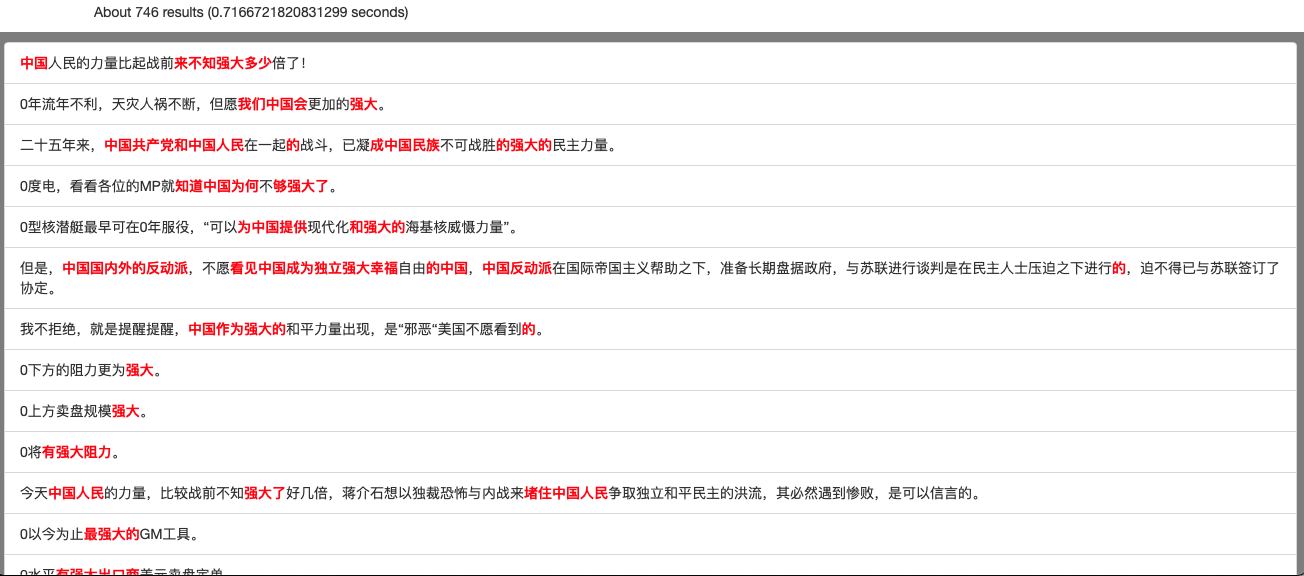 About 746 results (0.7166721820831299 seconds)
中国人民的力量比起战前来不知强大多少倍了!
0年流年不利，天灾人祸不断，但愿我们中国会更加的强大。
二十五年来，中国共产党和中国人民在一起的战斗，已凝成中国民族不可战胜的强大的民主力量。
0度电，看看各位的MP就知道中国为何不够强大了。
0型核潜艇最早可在0年服役，“可以为中国提供现代化和强大的海基核威慑力量”。
但是，中国国内外的反动派，不愿看见中国成为独立强大幸福自由的中国，中国反动派在国际帝国主义帮助之下，准备长期盘据政府，与苏联进行谈判是在民主人士压迫之下进行的，迫不得已与苏联签订了
协定。
我不拒绝，就是提醒提醒，中国作为强大的和平力量出现，是“邪恶“美国不愿看到的。
0下方的阻力更为强大。
0上方卖盘规模强大。
0将有强大阻力。
今天中国人民的力量，比较战前不知强大了好几倍，蒋介石想以独裁恐怖与内战来堵住中国人民争取独立和平民主的洪流，其必然遇到惨败，是可以信言的。
0以今为止最强大的GM工具。
0水平有强大出口商美元卖盘定单